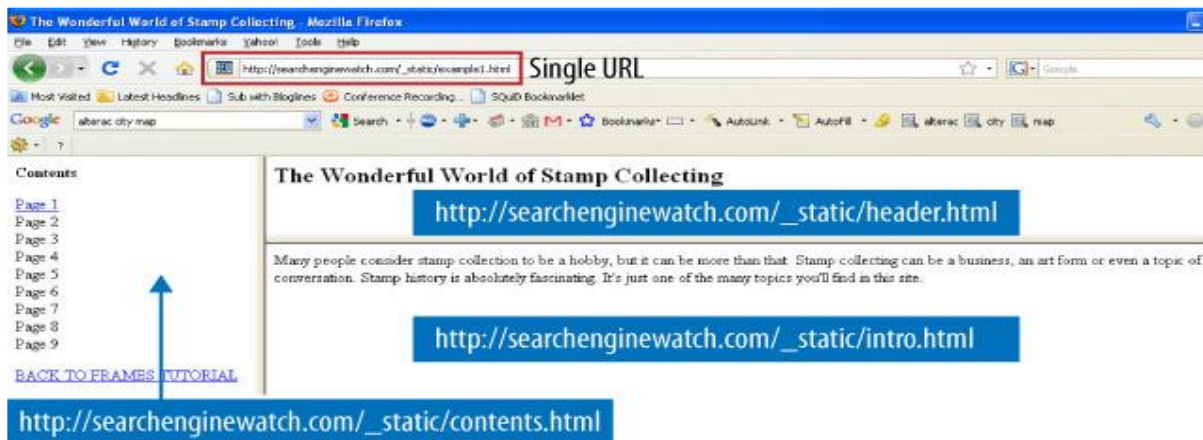 The Wonderful World of Stamp Collecting - Mozilla Firefox
File Edit View History Bookmarks Yahoo! Tools Help
http://searchenginewatch.com/_static/example1.html Single URL Google
Most Visited Latest Headlines Sub with Bloglines Conference Recording... SQuiD Bookmarklet
Google alterac city map Search Bookmarks AutoLink AutoFill alterac city map
Contents
Page 1
Page 2
Page 3
Page 4
Page 5
Page 6
Page 7
Page 8
Page 9
BACK TO FRAMES TUTORIAL
The Wonderful World of Stamp Collecting
http://searchenginewatch.com/_static/header.html
Many people consider stamp collection to be a hobby, but it can be more than that. Stamp collecting can be a business, an art form or even a topic of
conversation. Stamp history is absolutely fascinating. It's just one of the many topics you'll find in this site.
http://searchenginewatch.com/_static/intro.html
http://searchenginewatch.com/_static/contents.html